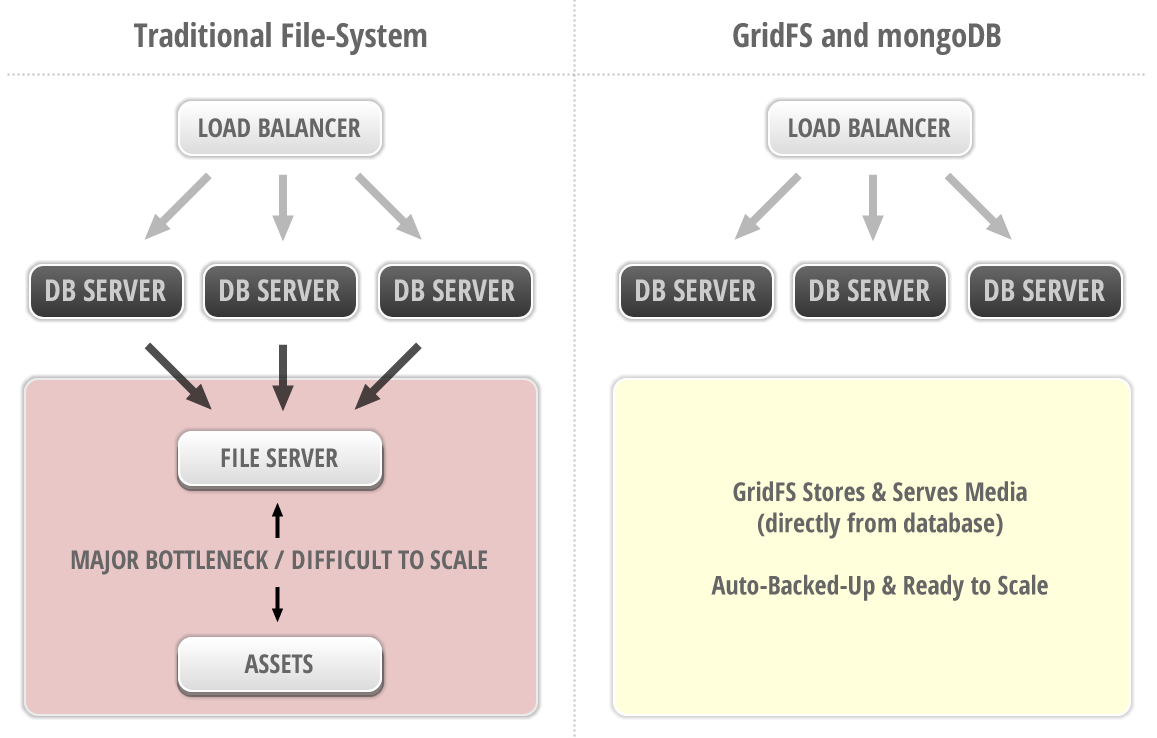 Traditional File-System
GridFS and mongoDB
LOAD BALANCER
DB SERVER
DB SERVER
DB SERVER
FILE SERVER
MAJOR BOTTLENECK / DIFFICULT TO SCALE
ASSETS
LOAD BALANCER
DB SERVER
DB SERVER
DB SERVER
GridFS Stores & Serves Media
(directly from database)
Auto-Backed-Up & Ready to Scale